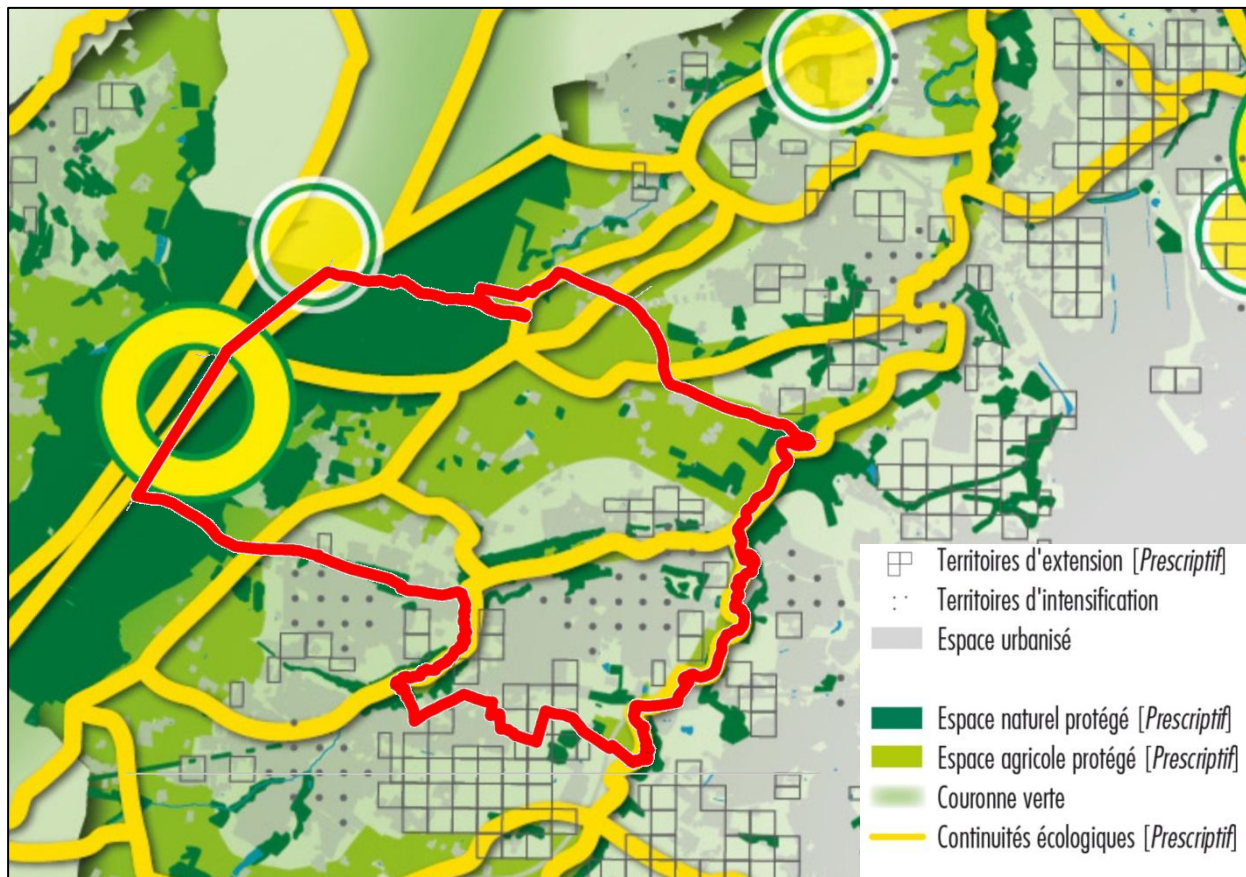 Territoires d'extension [Prescriptif]
Territoires d'intensification
Espace urbanisé
Espace naturel protégé [Prescriptif]
Espace agricole protégé [Prescriptif]
Couronne verte
Continuités écologiques [Prescriptif]